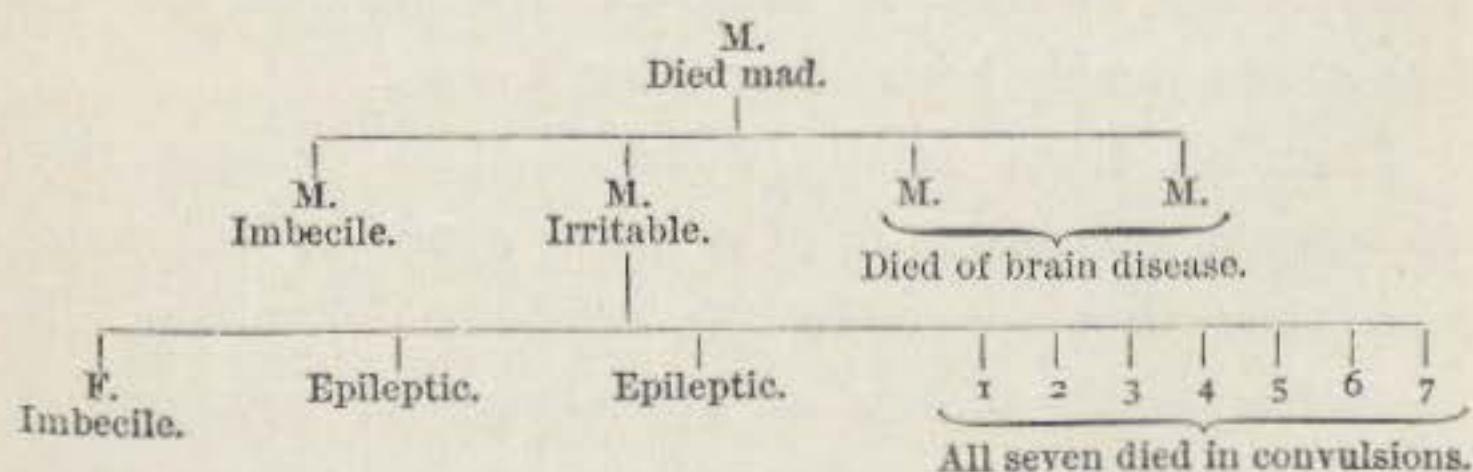 M.
Died mad.
M. M. M. M.
Imbecile. Irritable.
Died of brain disease.
F. Epileptic. Epileptic. 1 2 3 4 5 6 7
Imbecile.
All seven died in convulsions.